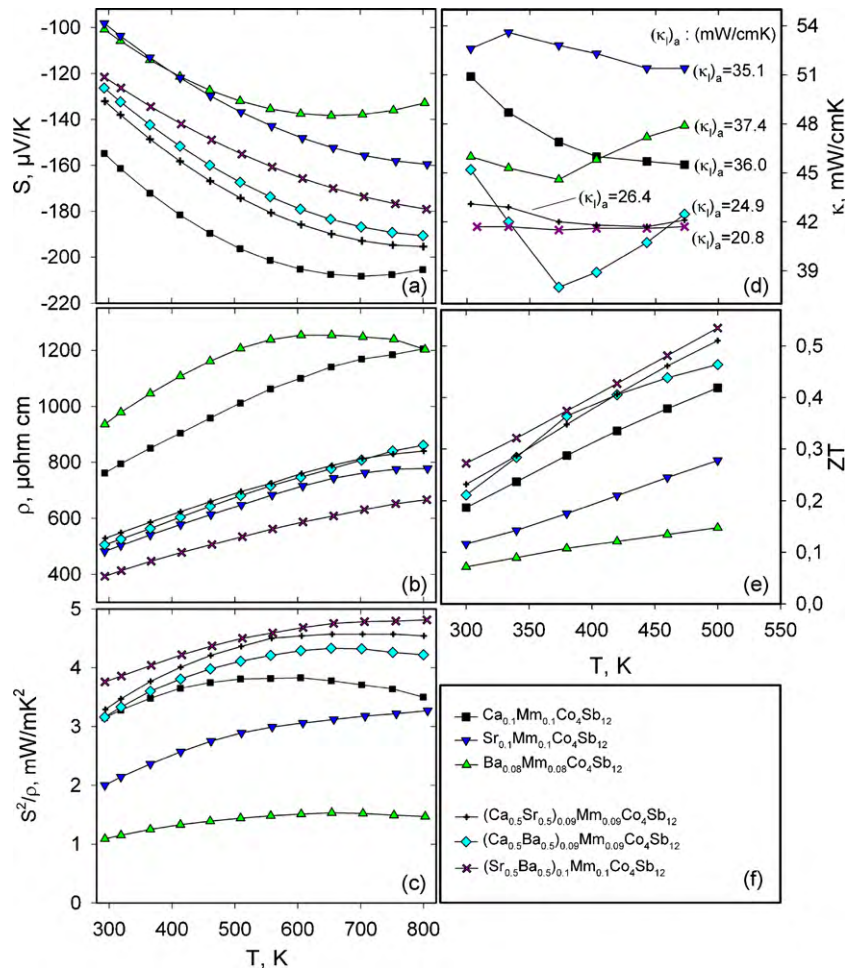 -100
-120
-140
-160
-180
-200
-220
S, µV/K
(a)
1200
1000
800
600
400
ρ, µohm cm
(b)
5
4
3
2
1
0
S²/ρ, mW/mK²
(c)
300 400 500 600 700 800
T, K
(κₗ)ₐ : (mW/cmK)
(κₗ)ₐ=35.1
(κₗ)ₐ=37.4
(κₗ)ₐ=36.0
(κₗ)ₐ=26.4
(κₗ)ₐ=24.9
(κₗ)ₐ=20.8
54
51
48
45
42
39
κ, mW/cmK
(d)
0,5
0,4
0,3
0,2
0,1
0,0
ZT
(e)
300 350 400 450 500 550
T, K
Ca₀.₁Mm₀.₁Co₄Sb₁₂
Sr₀.₁Mm₀.₁Co₄Sb₁₂
Ba₀.₀₈Mm₀.₀₈Co₄Sb₁₂
(Ca₀.₅Sr₀.₅)₀.₀₉Mm₀.₀₉Co₄Sb₁₂
(Ca₀.₅Ba₀.₅)₀.₀₉Mm₀.₀₉Co₄Sb₁₂
(Sr₀.₅Ba₀.₅)₀.₁Mm₀.₁Co₄Sb₁₂
(f)